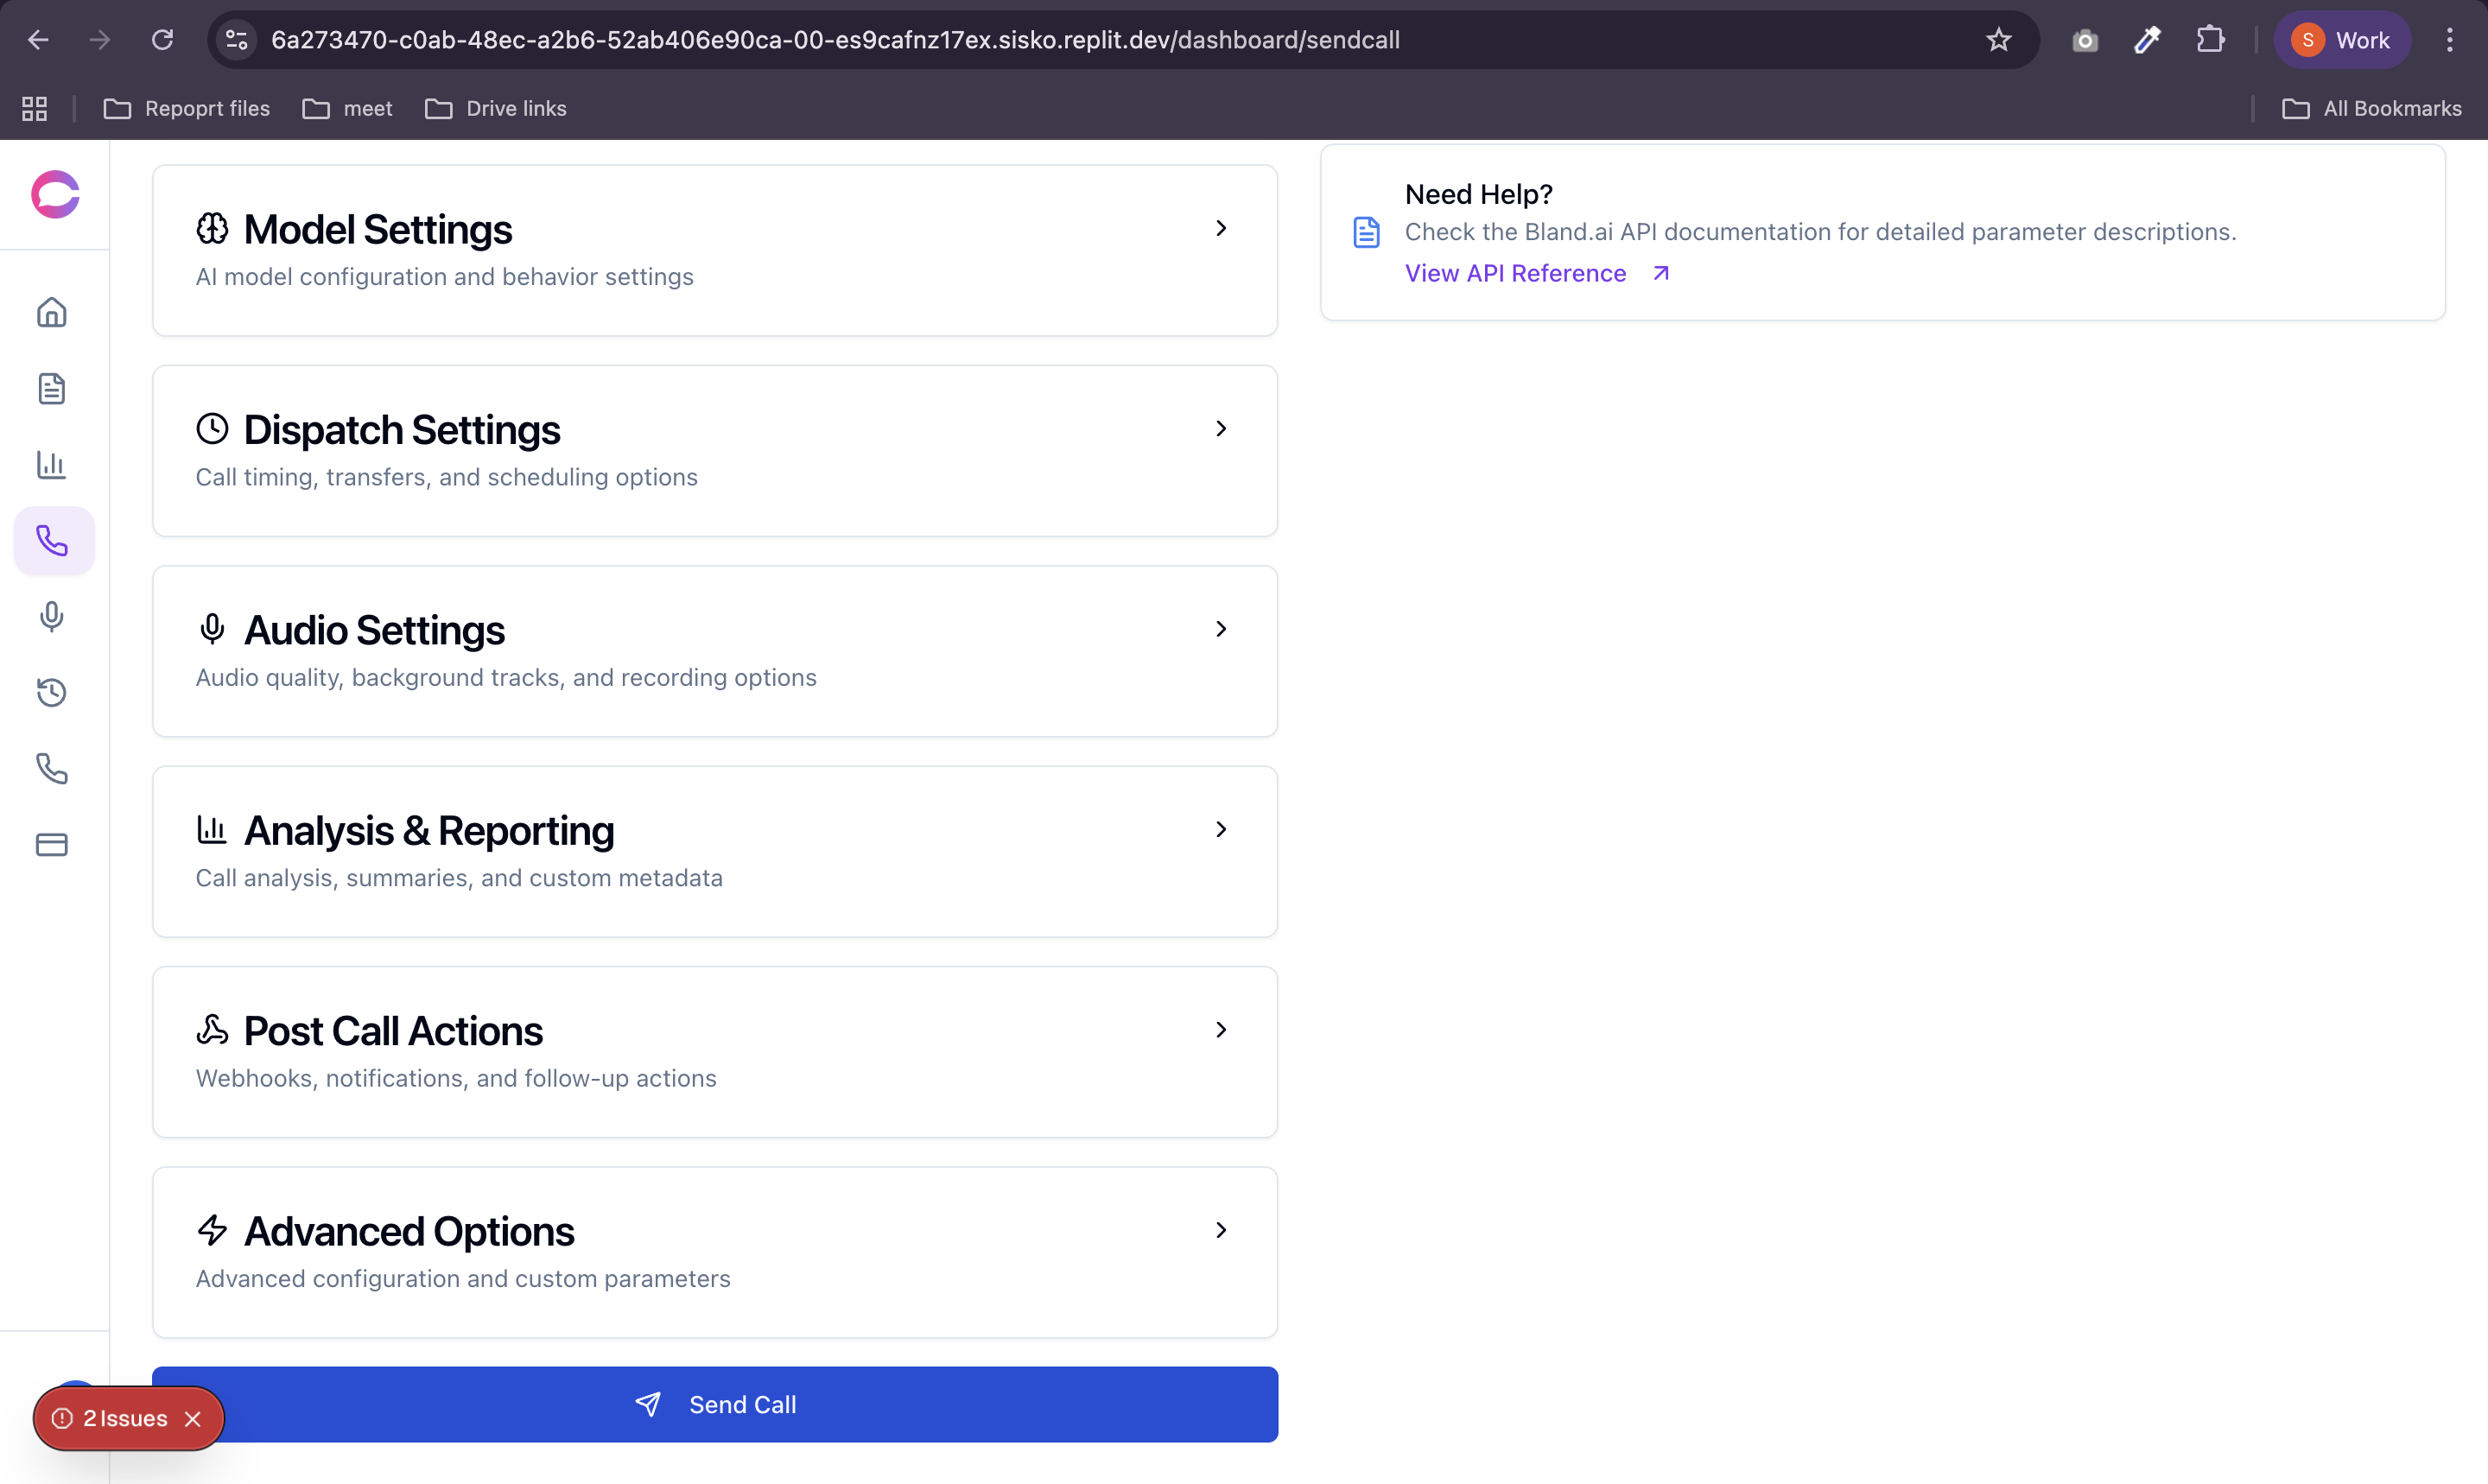 6a273470-c0ab-48ec-a2b6-52ab406e90ca-00-es9cafnz17ex.sisko.replit.dev/dashboard/sendcall
S Work
Repoprt files
meet
Drive links
All Bookmarks
Model Settings
AI model configuration and behavior settings
Need Help?
Check the Bland.ai API documentation for detailed parameter descriptions.
View API Reference
Dispatch Settings
Call timing, transfers, and scheduling options
Audio Settings
Audio quality, background tracks, and recording options
Analysis & Reporting
Call analysis, summaries, and custom metadata
Post Call Actions
Webhooks, notifications, and follow-up actions
Advanced Options
Advanced configuration and custom parameters
Send Call
2 Issues